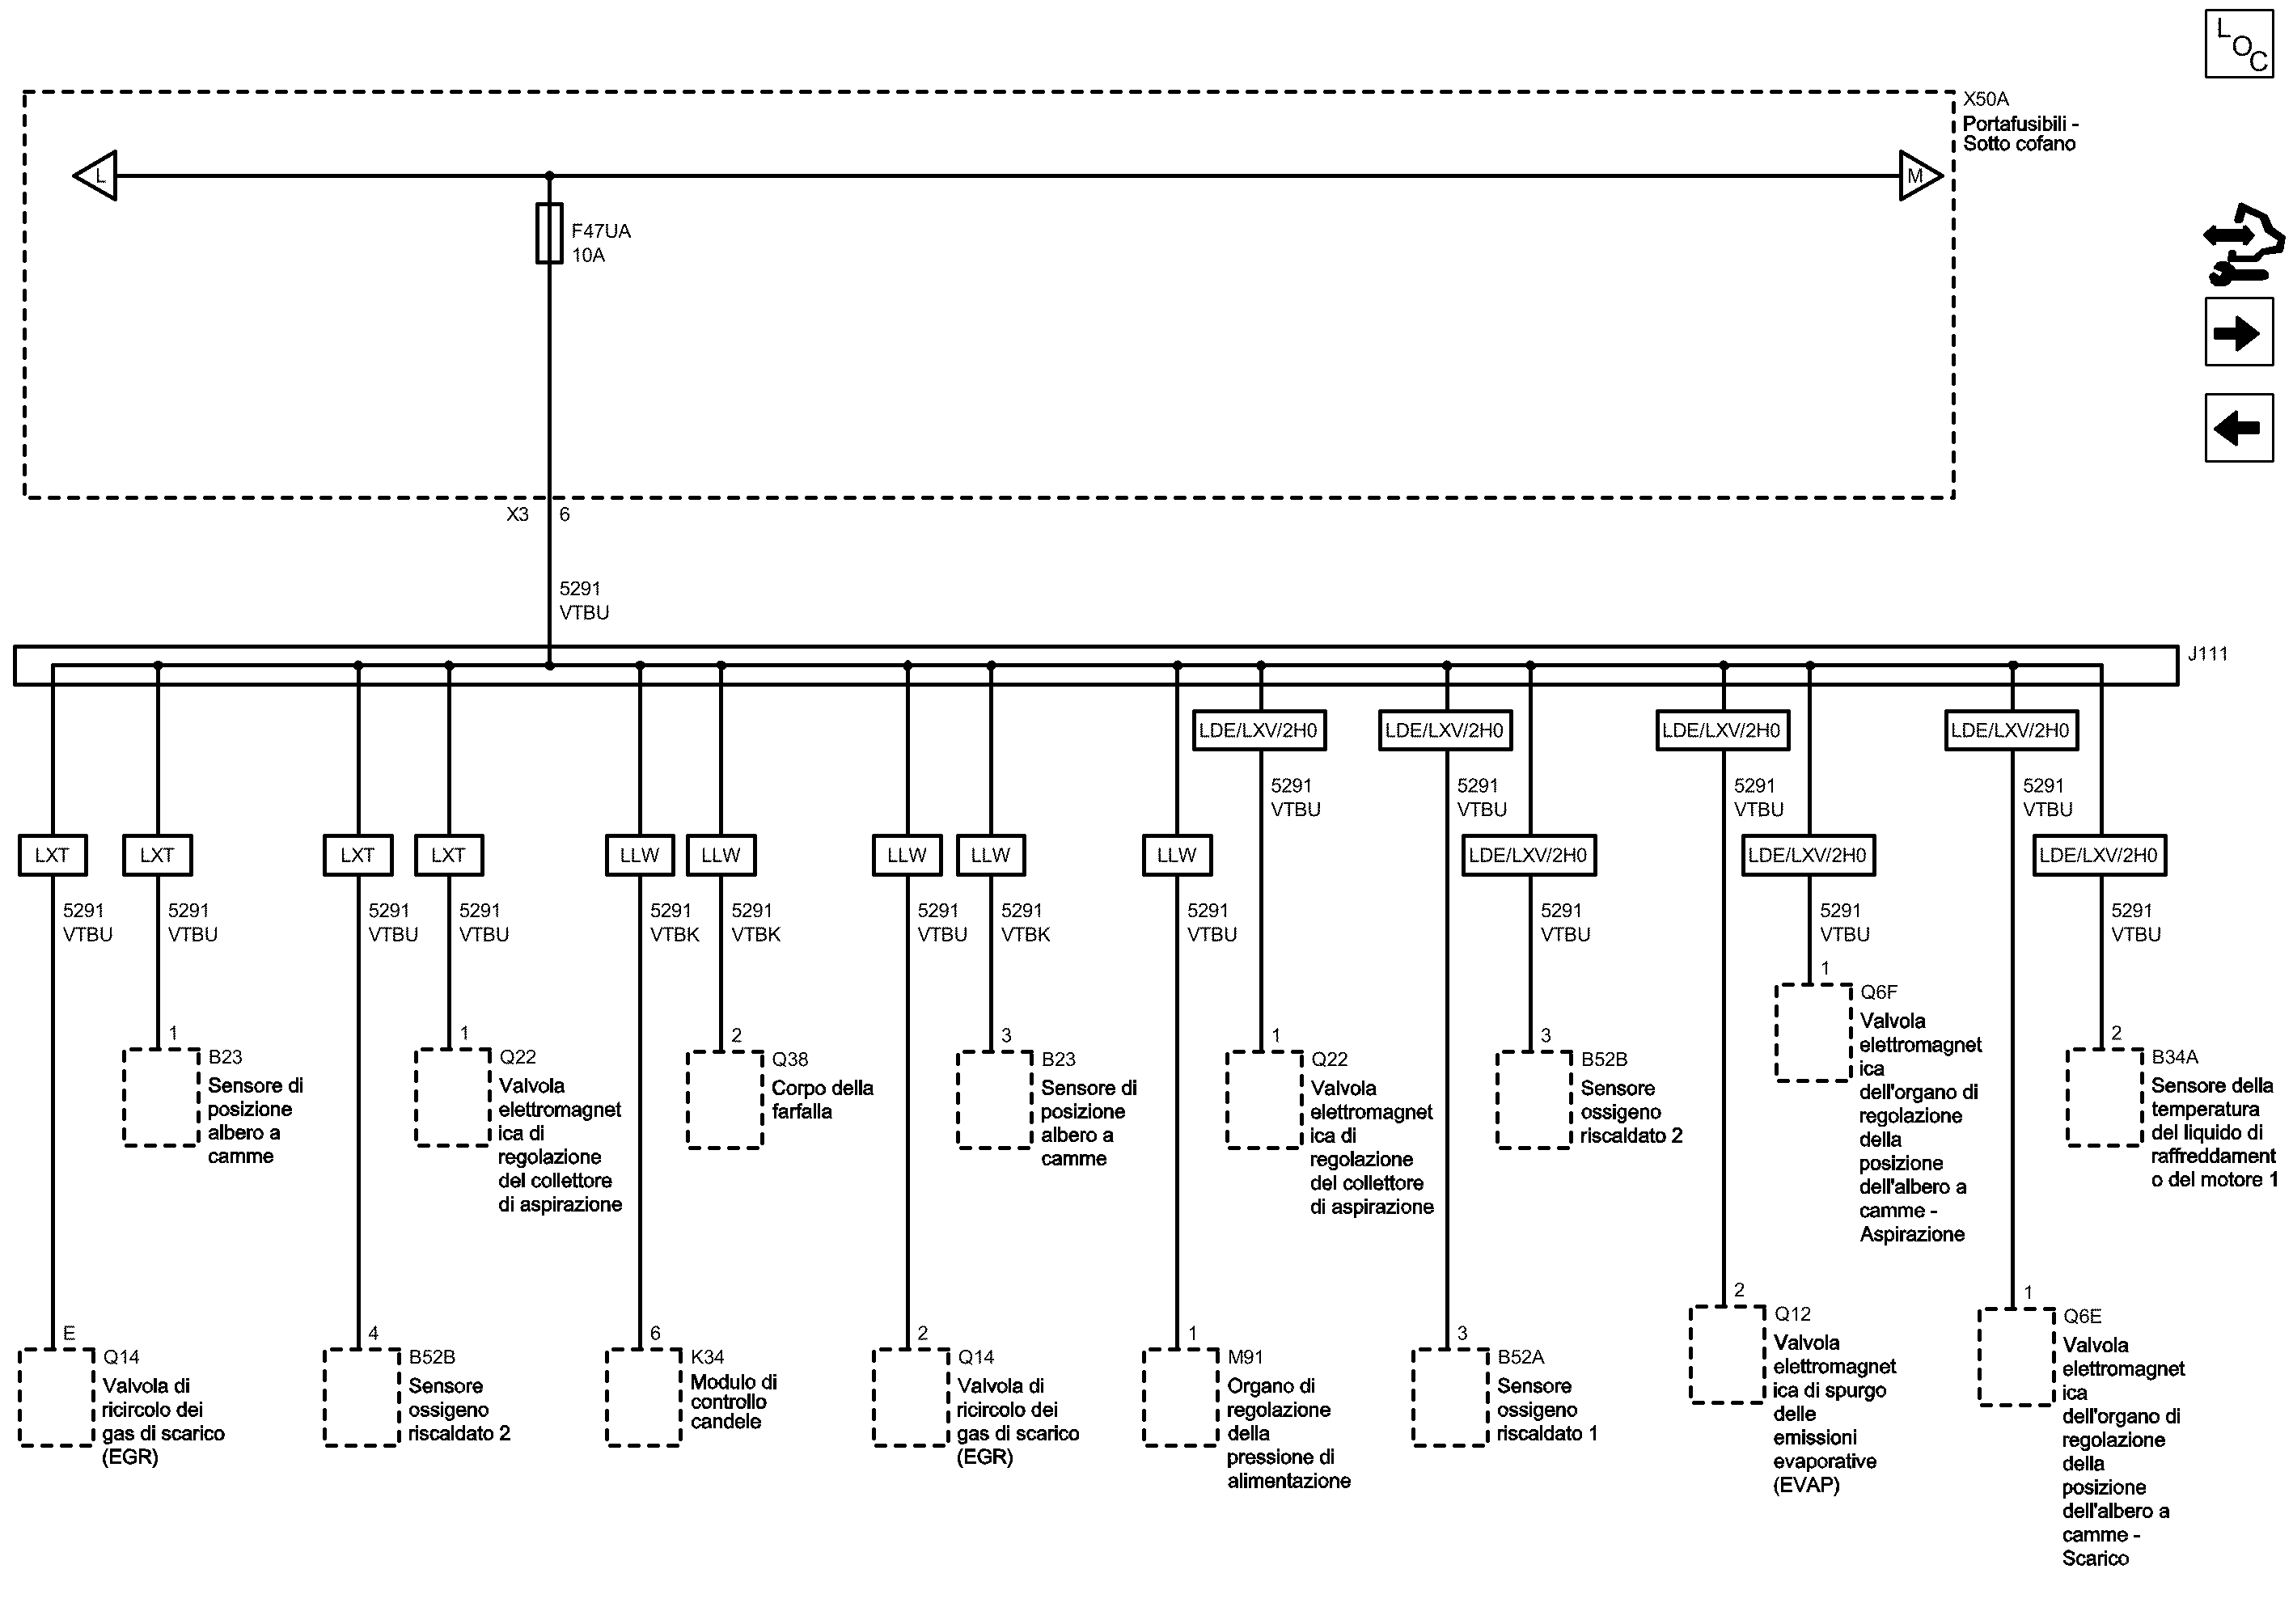 LOC
X50A
Portafusibili -
Sotto cofano
L
M
F47UA
10A
X3 6
5291
VTBU
J111
LDE/LXV/2H0 LDE/LXV/2H0 LDE/LXV/2H0 LDE/LXV/2H0
5291 5291 5291 5291
VTBU VTBU VTBU VTBU
LXT LXT LXT LXT LLW LLW LLW LLW LLW LDE/LXV/2H0 LDE/LXV/2H0 LDE/LXV/2H0
5291 5291 5291 5291 5291 5291 5291 5291 5291 5291 5291 5291
VTBU VTBU VTBU VTBU VTBK VTBK VTBU VTBK VTBU VTBU VTBU VTBU
1
B23
Sensore di
posizione
albero a
camme
1
Q22
Valvola
elettromagnet
ica di
regolazione
del collettore
di aspirazione
2
Q38
Corpo della
farfalla
3
B23
Sensore di
posizione
albero a
camme
1
Q22
Valvola
elettromagnet
ica di
regolazione
del collettore
di aspirazione
3
B52B
Sensore
ossigeno
riscaldato 2
1
Q6F
Valvola
elettromagnet
ica
dell'organo di
regolazione
della
posizione
dell'albero a
camme -
Aspirazione
2
B34A
Sensore della
temperatura
del liquido di
raffreddament
o del motore 1
E
Q14
Valvola di
ricircolo dei
gas di scarico
(EGR)
4
B52B
Sensore
ossigeno
riscaldato 2
6
K34
Modulo di
controllo
candele
2
Q14
Valvola di
ricircolo dei
gas di scarico
(EGR)
1
M91
Organo di
regolazione
della
pressione di
alimentazione
3
B52A
Sensore
ossigeno
riscaldato 1
2
Q12
Valvola
elettromagnet
ica di spurgo
delle
emissioni
evaporative
(EVAP)
1
Q6E
Valvola
elettromagnet
ica
dell'organo di
regolazione
della
posizione
dell'albero a
camme -
Scarico